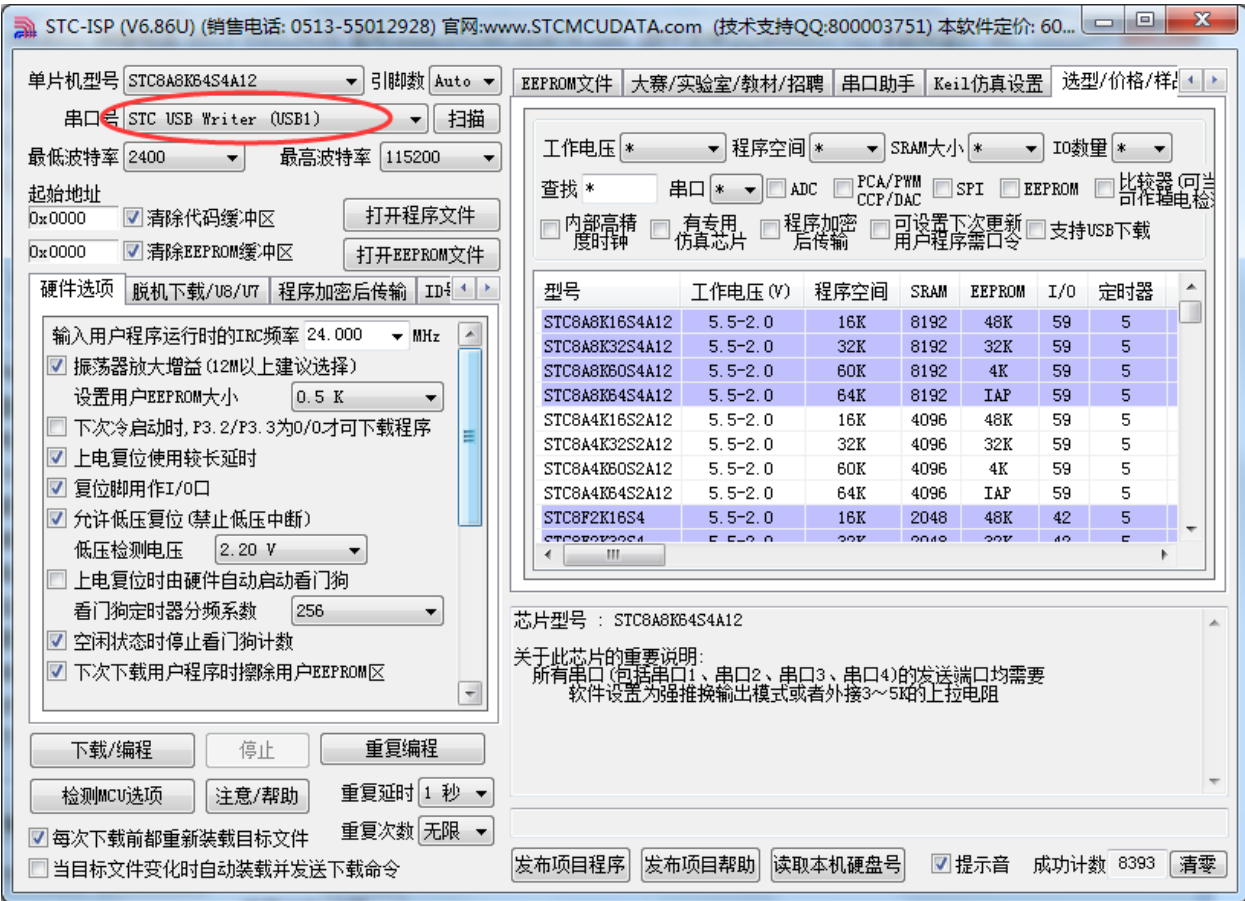 STC-ISP (V6.86U) (销售电话: 0513-55012928) 官网:www.STCMCUDATA.com (技术支持QQ:800003751) 本软件定价: 60...
单片机型号 STC8A8K64S4A12 引脚数 Auto
串口号 STC USB Writer (USB1) 扫描
最低波特率 2400 最高波特率 115200
起始地址
0x0000 清除代码缓冲区 打开程序文件
0x0000 清除EEPROM缓冲区 打开EEPROM文件
硬件选项 脱机下载/U8/U7 程序加密后传输
输入用户程序运行时的IRC频率 24.000 MHz
振荡器放大增益(12M以上建议选择)
设置用户EEPROM大小 0.5 K
下次冷启动时,P3.2/P3.3为0/0才可下载程序
上电复位使用较长延时
复位脚用作I/O口
允许低压复位(禁止低压中断)
低压检测电压 2.20 V
上电复位时由硬件自动启动看门狗
看门狗定时器分频系数 256
空闲状态时停止看门狗计数
下次下载用户程序时擦除用户EEPROM区
下载/编程 停止 重复编程
检测MCU选项 注意/帮助 重复延时 1 秒
每次下载前都重新装载目标文件 重复次数 无限
当目标文件变化时自动装载并发送下载命令
EEPROM文件 大赛/实验室/教材/招聘 串口助手 Keil仿真设置 选型/价格/样
工作电压 * 程序空间 * SRAM大小 * IO数量 *
查找 * 串口 * ADC PCA/PWM CCP/DAC SPI EEPROM 比较器(可当 可作掉电检
内部高精度时钟 有专用仿真芯片 程序加密后传输 可设置下次更新用户程序需口令 支持USB下载
型号 工作电压(V) 程序空间 SRAM EEPROM I/O 定时器
STC8A8K16S4A12 5.5-2.0 16K 8192 48K 59 5
STC8A8K32S4A12 5.5-2.0 32K 8192 32K 59 5
STC8A8K60S4A12 5.5-2.0 60K 8192 4K 59 5
STC8A8K64S4A12 5.5-2.0 64K 8192 IAP 59 5
STC8A4K16S2A12 5.5-2.0 16K 4096 48K 59 5
STC8A4K32S2A12 5.5-2.0 32K 4096 32K 59 5
STC8A4K60S2A12 5.5-2.0 60K 4096 4K 59 5
STC8A4K64S2A12 5.5-2.0 64K 4096 IAP 59 5
STC8F2K16S4 5.5-2.0 16K 2048 48K 42 5
STC8F2K32S4 5.5-2.0 32K 2048 32K 42 5
芯片型号 : STC8A8K64S4A12
关于此芯片的重要说明:
所有串口(包括串口1、串口2、串口3、串口4)的发送端口均需要
软件设置为强推挽输出模式或者外接3～5K的上拉电阻
发布项目程序 发布项目帮助 读取本机硬盘号 提示音 成功计数 8393 清零